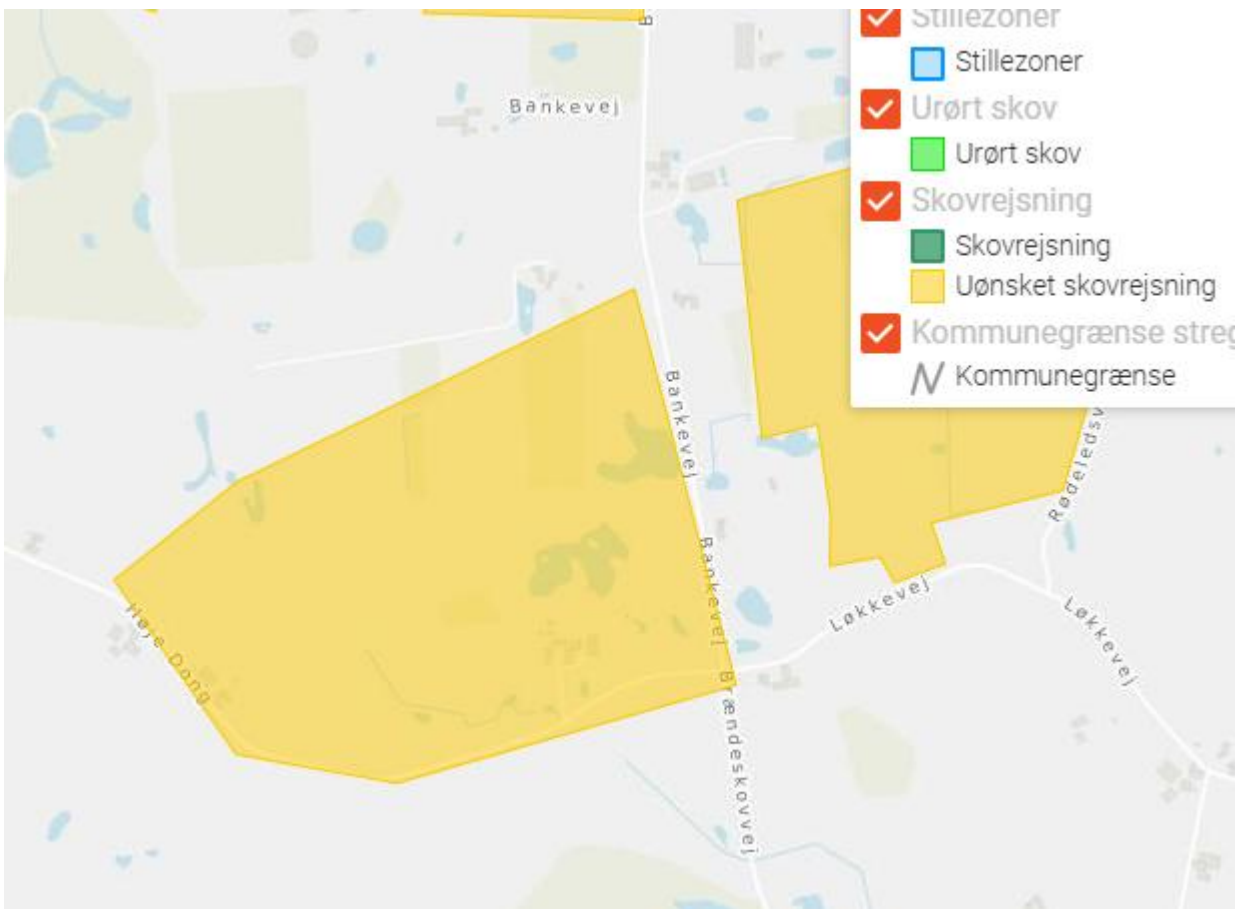 B
Bankevej
Bankevej
Bankevej
Brændeskovvej
Høje Dong
Løkkevej
Løkkevej
Rødeledsv
Stillezoner
Stillezoner
Urørt skov
Urørt skov
Skovrejsning
Skovrejsning
Uønsket skovrejsning
Kommunegrænse streg
Kommunegrænse